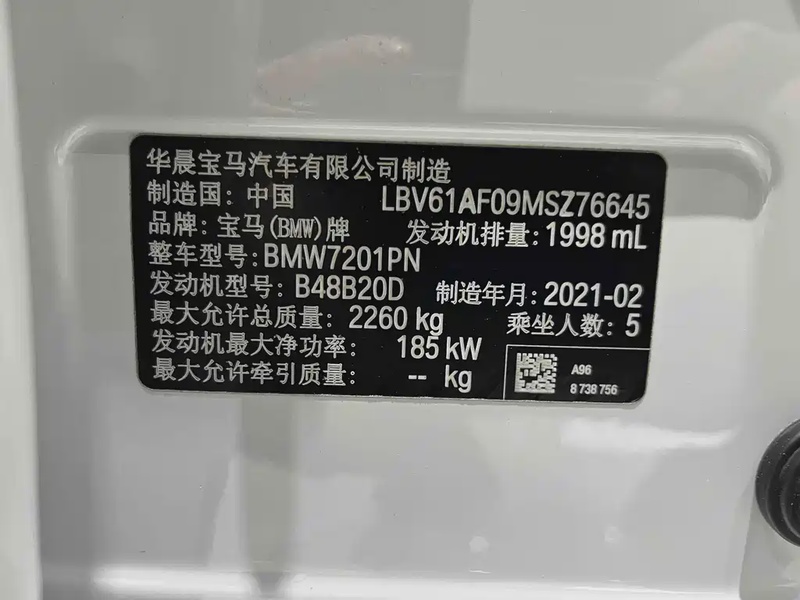 华晨宝马汽车有限公司制造
制造国: 中国 LBV61AF09MSZ76645
品牌: 宝马(BMW)牌 发动机排量: 1998 mL
整车型号: BMW7201PN
发动机型号: B48B20D 制造年月: 2021-02
最大允许总质量: 2260 kg 乘坐人数: 5
发动机最大净功率: 185 kW
最大允许牵引质量: -- kg
A96
8 738 756